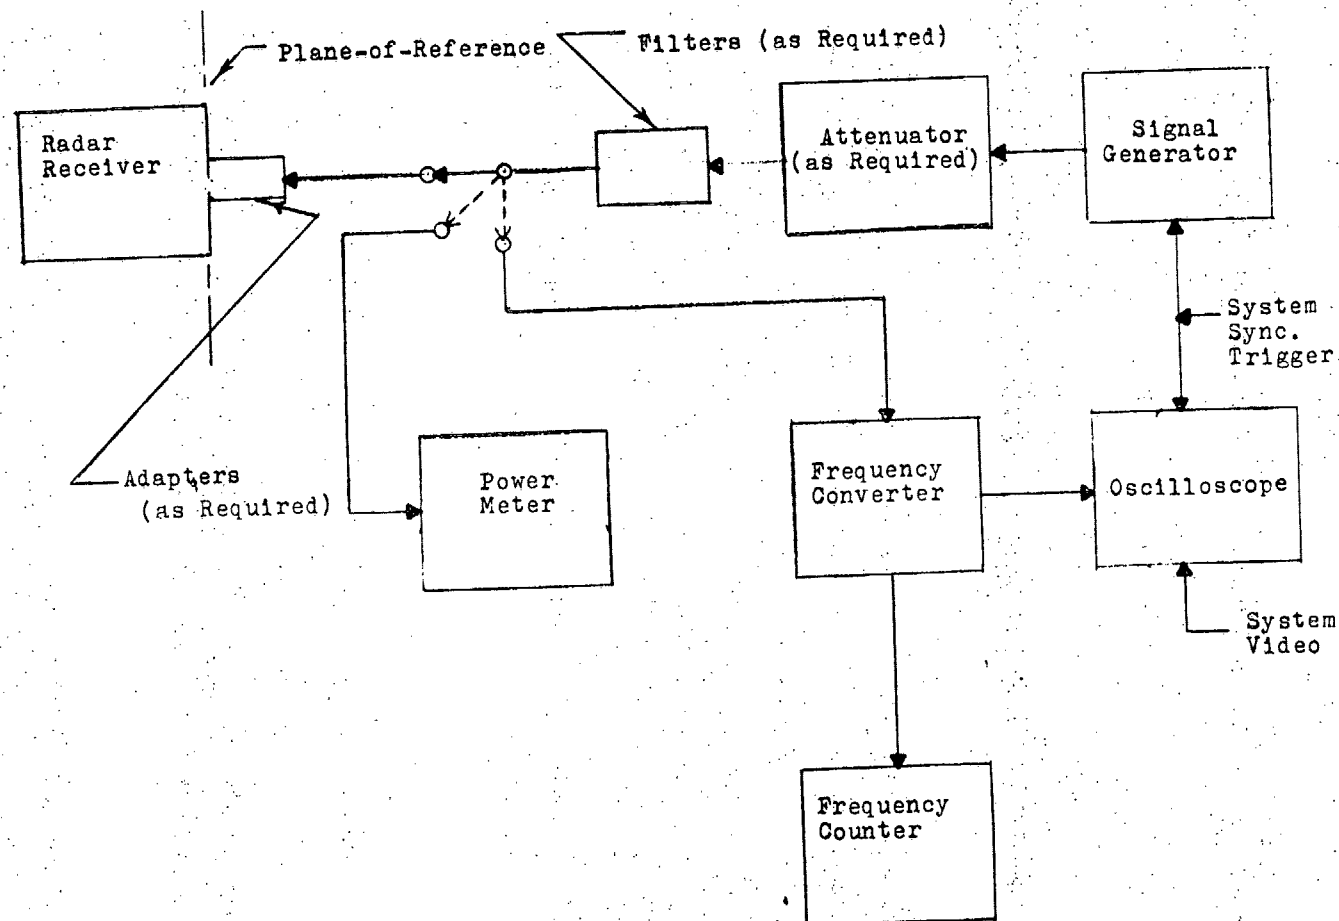 Plane-of-Reference
Filters (as Required)
Radar
Receiver
Attenuator
(as Required)
Signal
Generator
System
Sync.
Trigger
Adapters
(as Required)
Power
Meter
Frequency
Converter
Oscilloscope
System
Video
Frequency
Counter